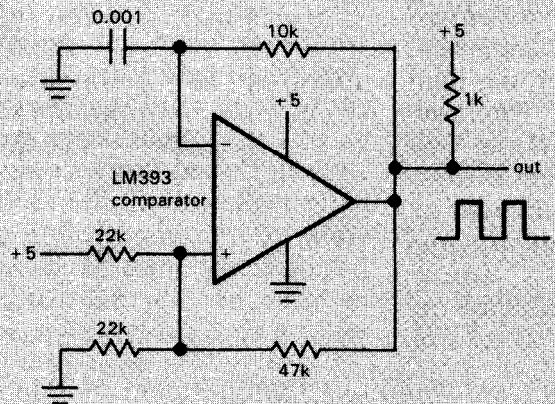 0.001
10k
+5
1k
+5
−
LM393
comparator
out
+5
22k
+
22k
47k